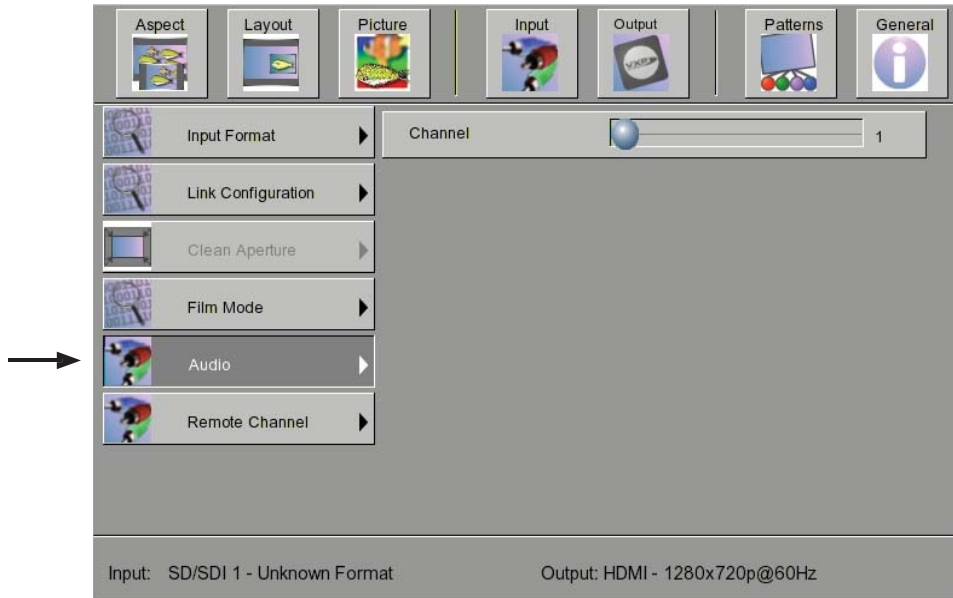 Aspect Layout Picture Input Output Patterns General
VXP
Input Format
Channel 1
Link Configuration
Clean Aperture
Film Mode
Audio
Remote Channel
Input: SD/SDI 1 - Unknown Format Output: HDMI - 1280x720p@60Hz